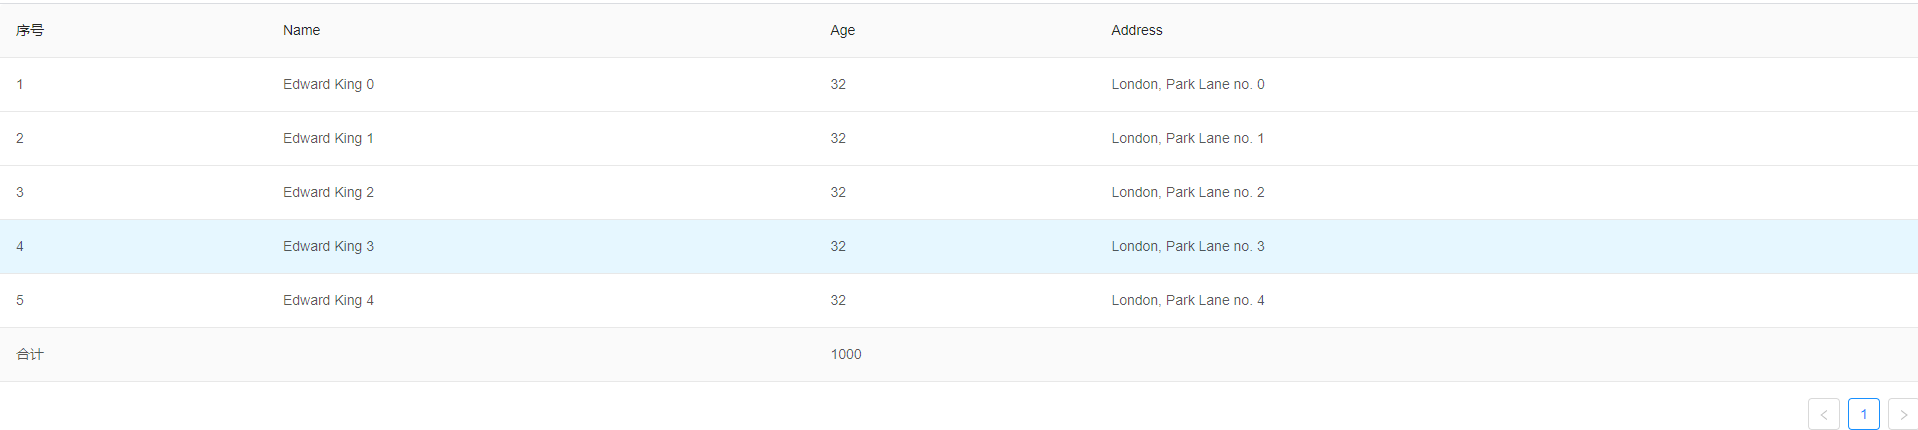 序号 Name Age Address
1 Edward King 0 32 London, Park Lane no. 0
2 Edward King 1 32 London, Park Lane no. 1
3 Edward King 2 32 London, Park Lane no. 2
4 Edward King 3 32 London, Park Lane no. 3
5 Edward King 4 32 London, Park Lane no. 4
合计 1000
< 1 >